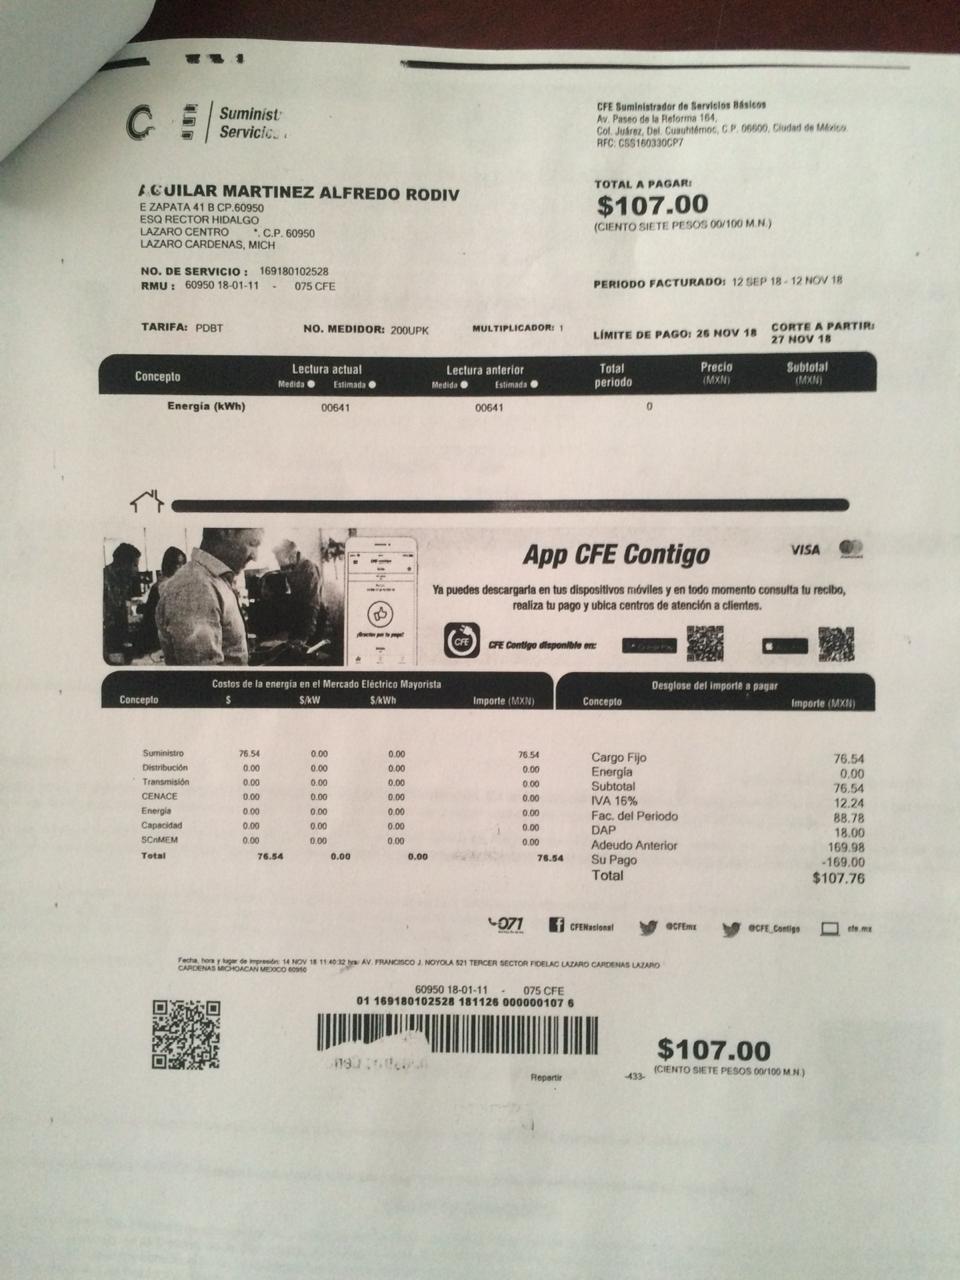 CFE Suministrador de Servicios Básicos
Av. Paseo de la Reforma 164,
Col. Juárez, Del. Cuauhtémoc, C.P. 06600, Ciudad de México.
RFC: CSS160330CP7
AGUILAR MARTINEZ ALFREDO RODIV
E ZAPATA 41 B CP.60950
ESQ RECTOR HIDALGO
LAZARO CENTRO *. C.P. 60950
LAZARO CARDENAS, MICH
TOTAL A PAGAR:
$107.00
(CIENTO SIETE PESOS 00/100 M.N.)
NO. DE SERVICIO : 169180102528
RMU : 60950 18-01-11 - 075 CFE
PERIODO FACTURADO: 12 SEP 18 - 12 NOV 18
TARIFA: PDBT NO. MEDIDOR: 200UPK MULTIPLICADOR: 1
LÍMITE DE PAGO: 26 NOV 18 CORTE A PARTIR:
27 NOV 18
Concepto Lectura actual Lectura anterior Total periodo Precio (MXN) Subtotal (MXN)
Medida Estimada Medida Estimada
Energía (kWh) 00641 00641 0
App CFE Contigo
VISA
Ya puedes descargarla en tus dispositivos móviles y en todo momento consulta tu recibo,
realiza tu pago y ubica centros de atención a clientes.
CFE
CFE Contigo disponible en:
Costos de la energía en el Mercado Eléctrico Mayorista
Concepto $ $/kW $/kWh Importe (MXN)
Suministro 76.54 0.00 0.00 76.54
Distribución 0.00 0.00 0.00 0.00
Transmisión 0.00 0.00 0.00 0.00
CENACE 0.00 0.00 0.00 0.00
Energía 0.00 0.00 0.00 0.00
Capacidad 0.00 0.00 0.00 0.00
SCnMEM 0.00 0.00 0.00 0.00
Total 76.54 0.00 0.00 76.54
Desglose del importe a pagar
Concepto Importe (MXN)
Cargo Fijo 76.54
Energía 0.00
Subtotal 76.54
IVA 16% 12.24
Fac. del Periodo 88.78
DAP 18.00
Adeudo Anterior 169.98
Su Pago -169.00
Total $107.76
071 CFENacional @CFEmx @CFE_Contigo cfe.mx
Fecha, hora y lugar de impresión: 14 NOV 18 11:40:32 hrs. AV. FRANCISCO J. NOYOLA 521 TERCER SECTOR FIDELAC LAZARO CARDENAS LAZARO
CARDENAS MICHOACAN MEXICO 60950
60950 18-01-11 - 075 CFE
01 169180102528 181126 000000107 6
$107.00
(CIENTO SIETE PESOS 00/100 M.N.)
Repartir -433-